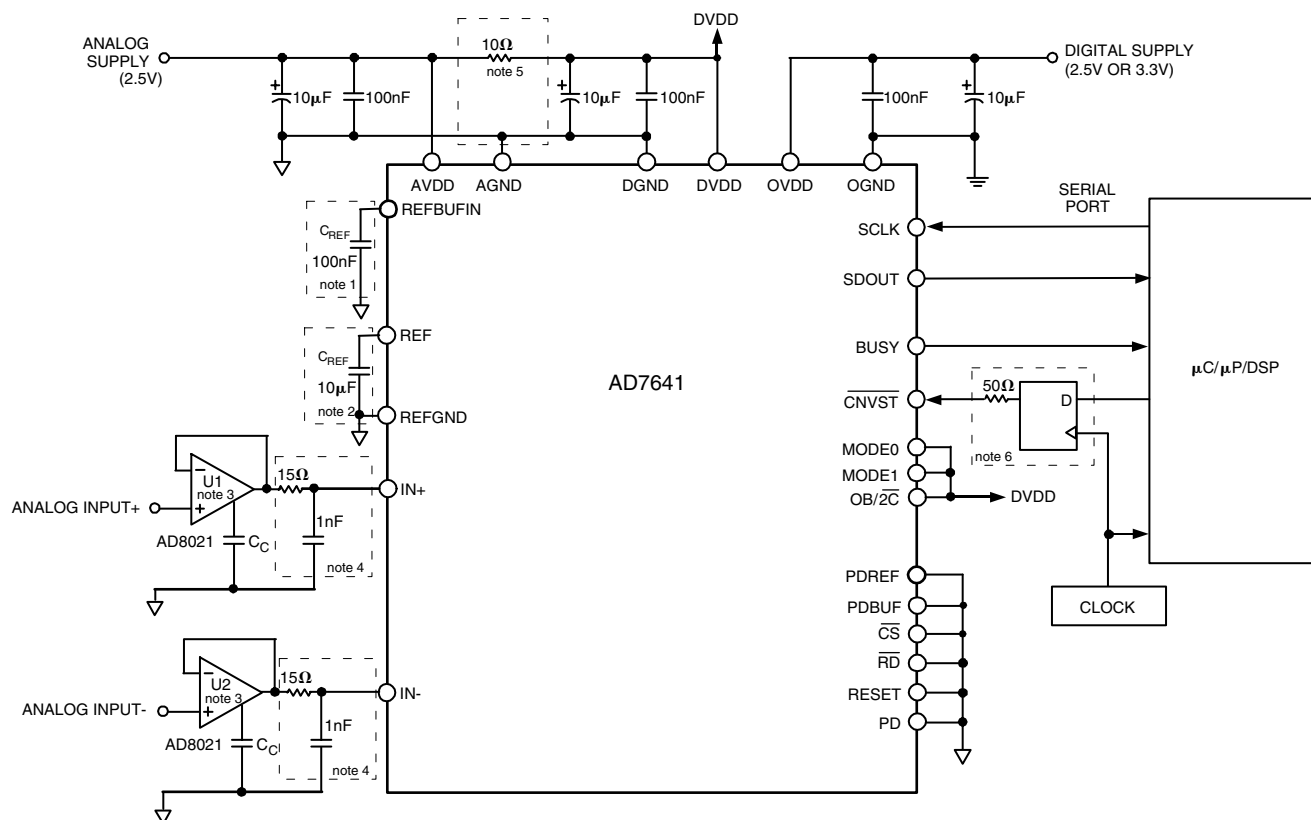 DVDD
ANALOG
SUPPLY
(2.5V)
10Ω
note 5
DIGITAL SUPPLY
(2.5V OR 3.3V)
+
10μF
100nF
+
10μF
100nF
100nF
+
10μF
AVDD
AGND
DGND
DVDD
OVDD
OGND
REFBUFIN
CREF
100nF
note 1
REF
CREF
10μF
note 2
REFGND
AD7641
SERIAL
PORT
SCLK
SDOUT
BUSY
CNVST
50Ω
D
note 6
μC/μP/DSP
MODE0
MODE1
OB/2C
DVDD
PDREF
PDBUF
CS
RD
RESET
PD
CLOCK
-
U1
note 3
+
ANALOG INPUT+
15Ω
IN+
1nF
AD8021
CC
note 4
-
U2
note 3
+
ANALOG INPUT-
15Ω
IN-
1nF
AD8021
CC
note 4